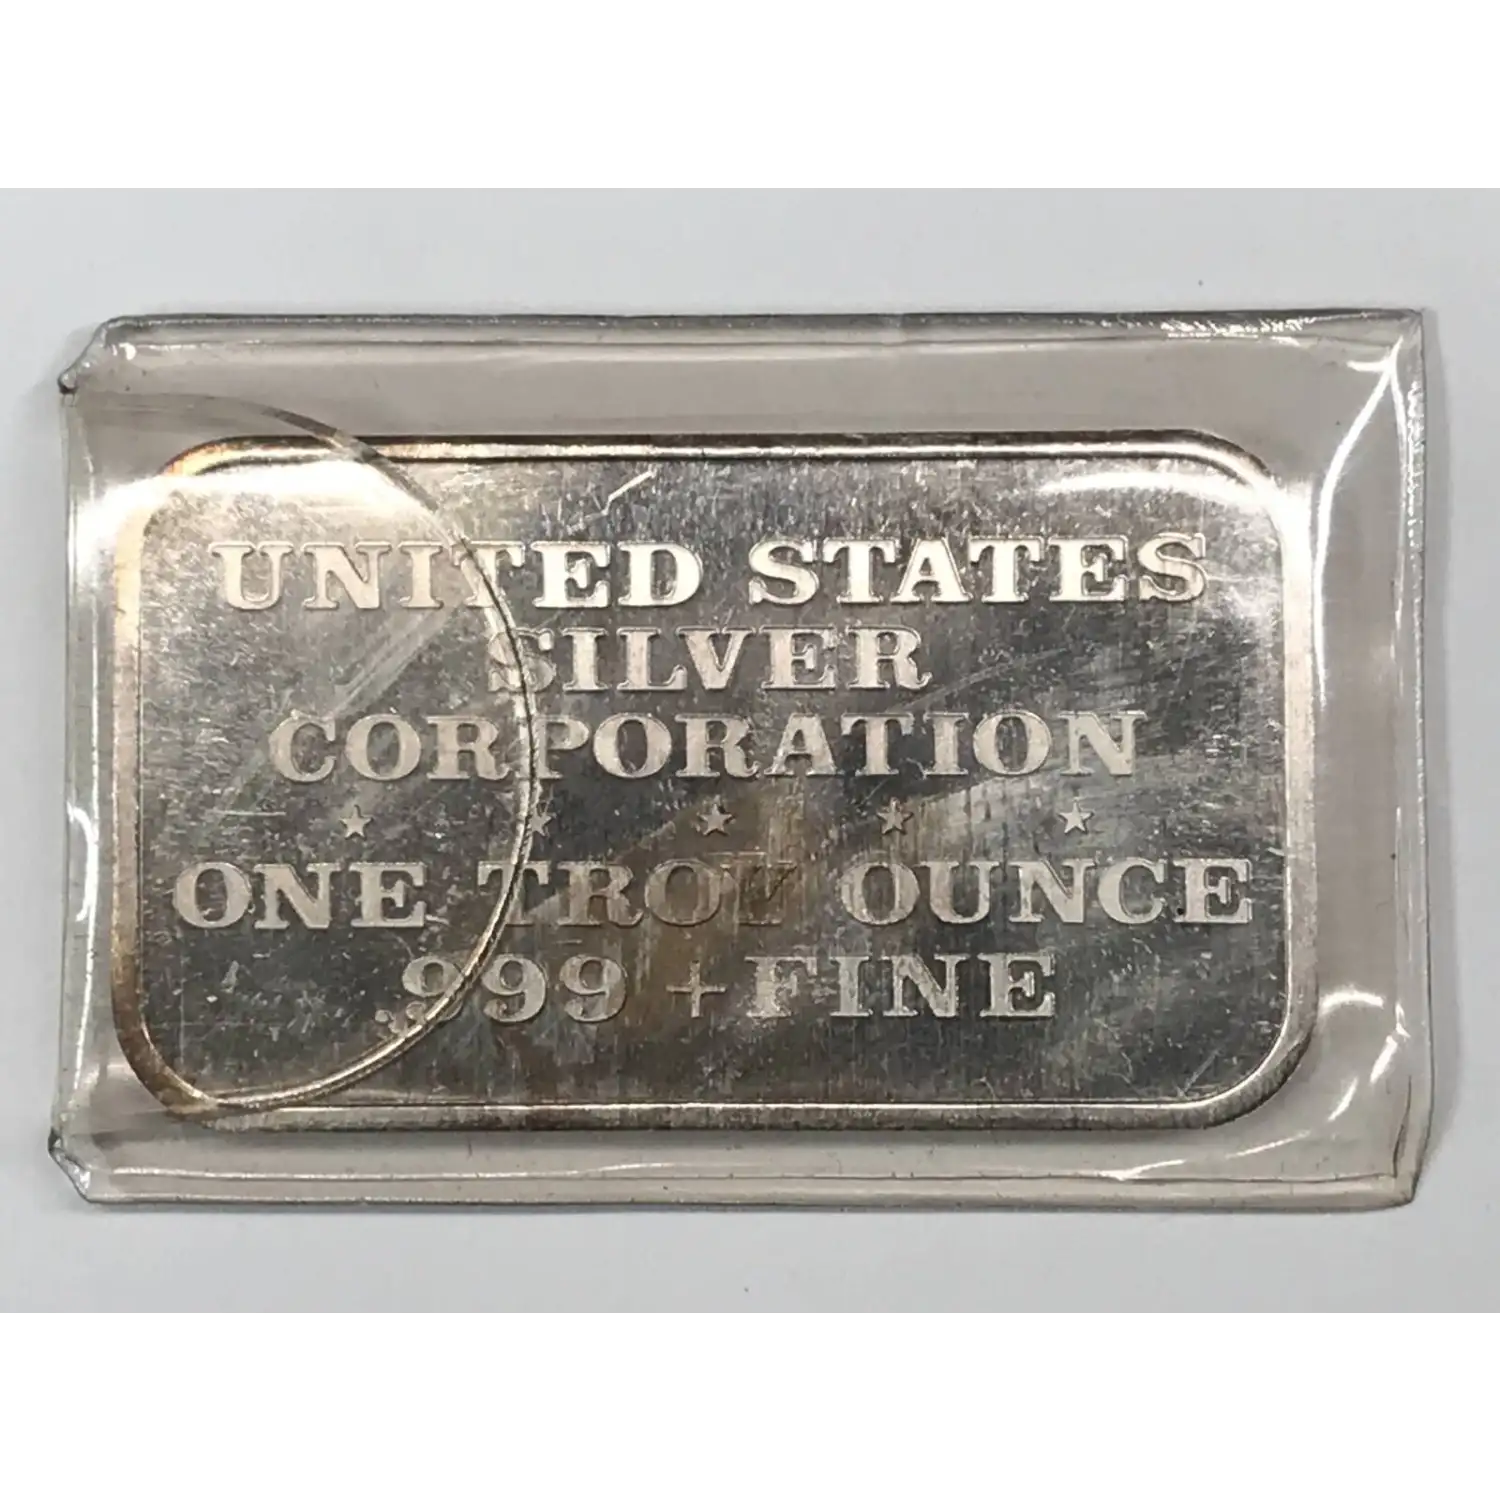 UNITED STATES
SILVER
CORPORATION
★ ★ ★ ★ ★
ONE TROY OUNCE
.999 + FINE